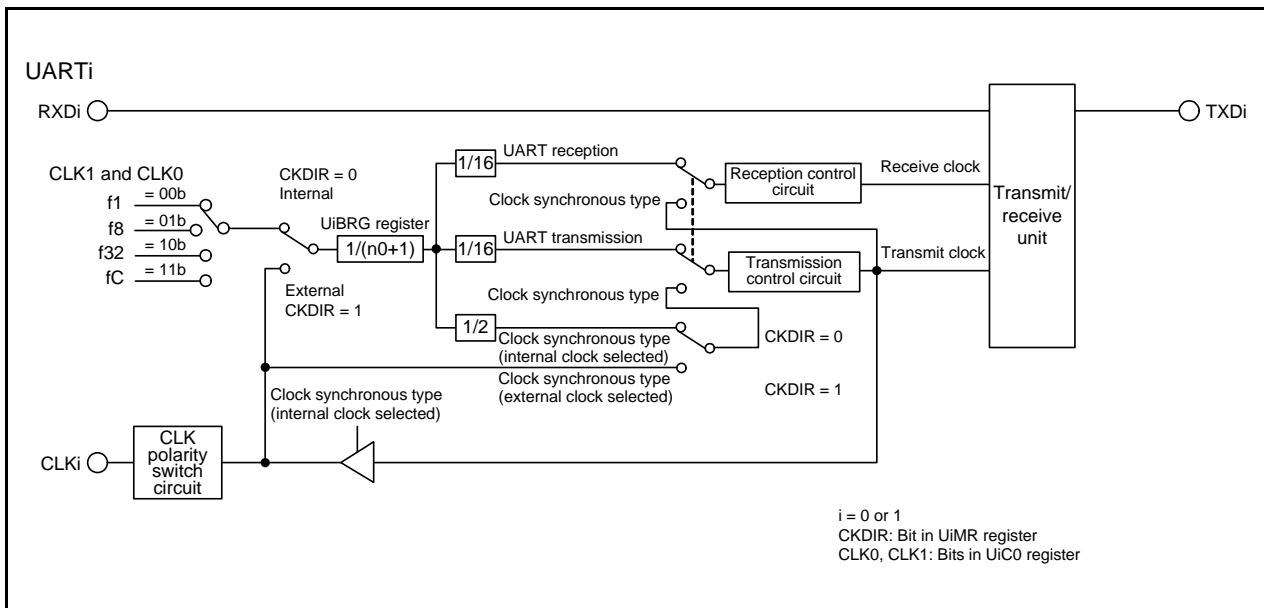 UARTi
RXDi
TXDi
CLK1 and CLK0
f1 = 00b
f8 = 01b
f32 = 10b
fC = 11b
CKDIR = 0
Internal
External
CKDIR = 1
UiBRG register
1/(n0+1)
1/16
UART reception
Clock synchronous type
1/16
UART transmission
Clock synchronous type
1/2
Clock synchronous type
(internal clock selected)
Clock synchronous type
(external clock selected)
CKDIR = 0
CKDIR = 1
Reception control
circuit
Receive clock
Transmission
control circuit
Transmit clock
Transmit/
receive
unit
Clock synchronous type
(internal clock selected)
CLKi
CLK
polarity
switch
circuit
i = 0 or 1
CKDIR: Bit in UiMR register
CLK0, CLK1: Bits in UiC0 register